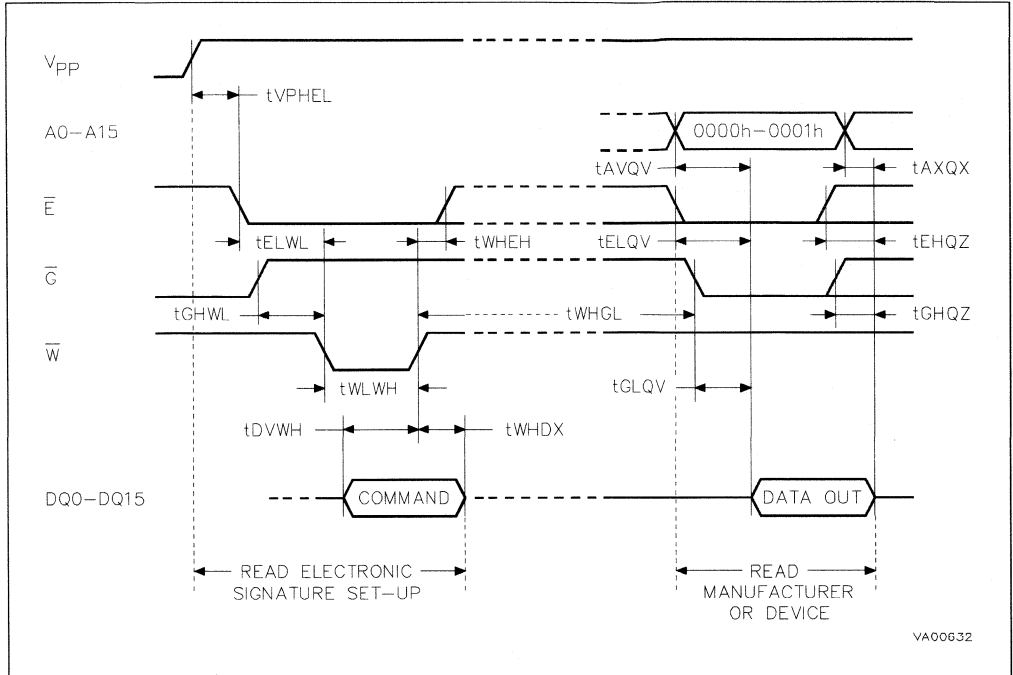 VPP
tVPHEL
A0–A15
0000h–0001h
tAVQV
tAXQX
E
tELWL
tWHEH
tELQV
tEHQZ
G
tGHWL
tWHGL
tGHQZ
W
tWLWH
tGLQV
tDVWH
tWHDX
DQ0–DQ15
COMMAND
DATA OUT
READ ELECTRONIC
SIGNATURE SET–UP
READ
MANUFACTURER
OR DEVICE
VA00632